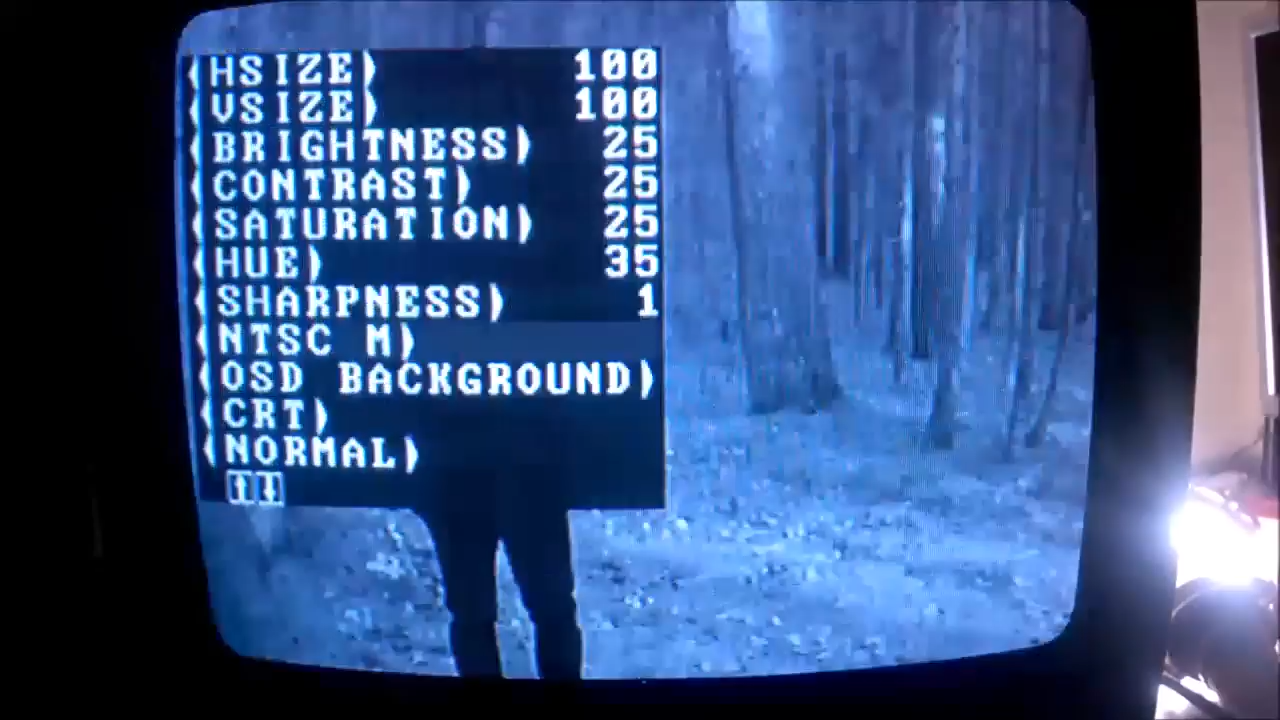 (HSIZE) 100
(VSIZE) 100
(BRIGHTNESS) 25
(CONTRAST) 25
(SATURATION) 25
(HUE) 35
(SHARPNESS) 1
(NTSC M)
(OSD BACKGROUND)
(CRT)
(NORMAL)
↑↓